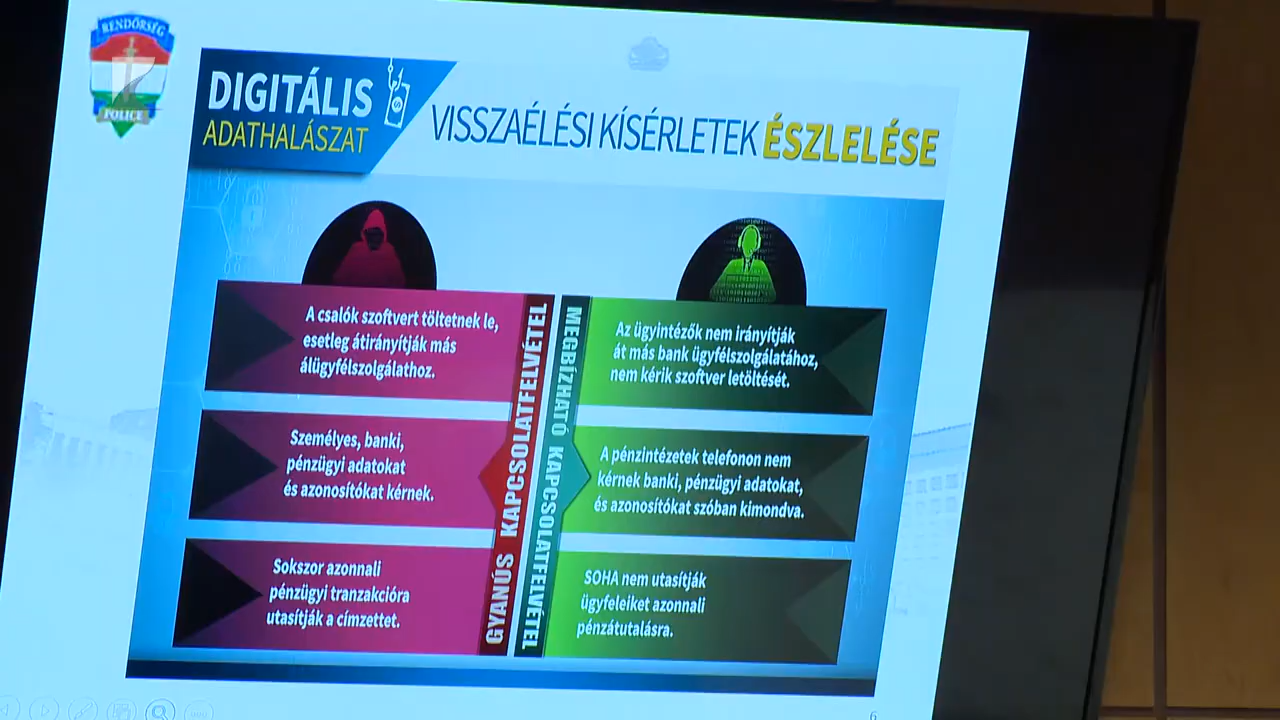 RENDŐRSÉG
POLICE
DIGITÁLIS
ADATHALÁSZAT
VISSZAÉLÉSI KÍSÉRLETEK ÉSZLELÉSE
A csalók szoftvert töltetnek le,
esetleg átirányítják más
álügyfélszolgálathoz.
Személyes, banki,
pénzügyi adatokat
és azonosítókat kérnek.
Sokszor azonnali
pénzügyi tranzakcióra
utasítják a címzettet.
GYANÚS KAPCSOLATFELVÉTEL
MEGBÍZHATÓ KAPCSOLATFELVÉTEL
Az ügyintézők nem irányítják
át más bank ügyfélszolgálatához,
nem kérik szoftver letöltését.
A pénzintézetek telefonon nem
kérnek banki, pénzügyi adatokat,
és azonosítókat szóban kimondva.
SOHA nem utasítják
ügyfeleiket azonnali
pénzátutalásra.
6